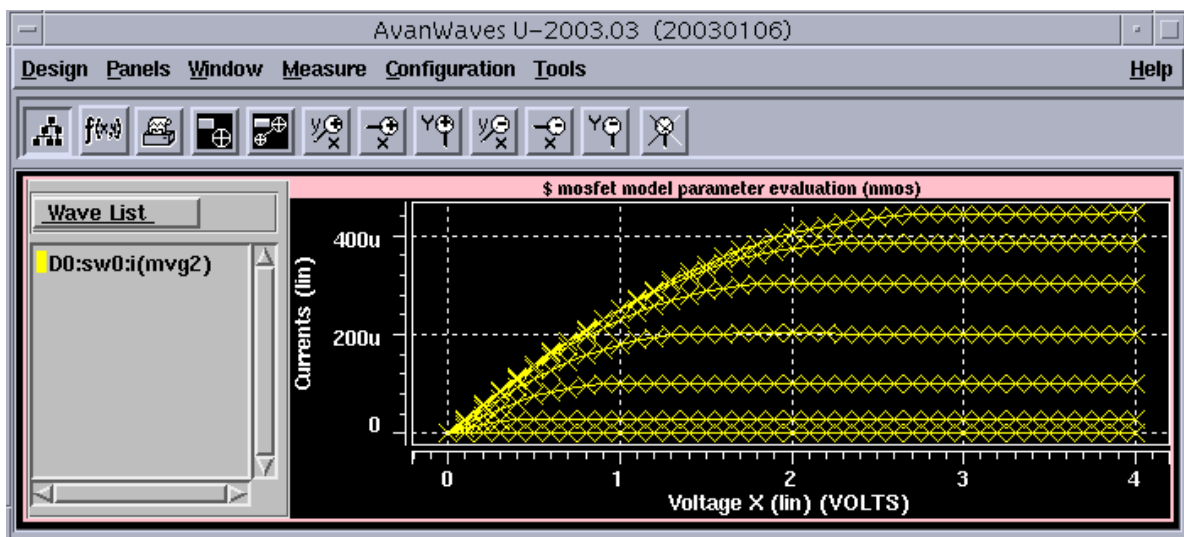 AvanWaves U-2003.03 (20030106)
Design Panels Window Measure Configuration Tools Help
f(x,y) y x x Y y x x Y
$ mosfet model parameter evaluation (nmos)
Wave List
D0:sw0:i(mvg2)
Currents (lin)
400u
200u
0
0 1 2 3 4
Voltage X (lin) (VOLTS)